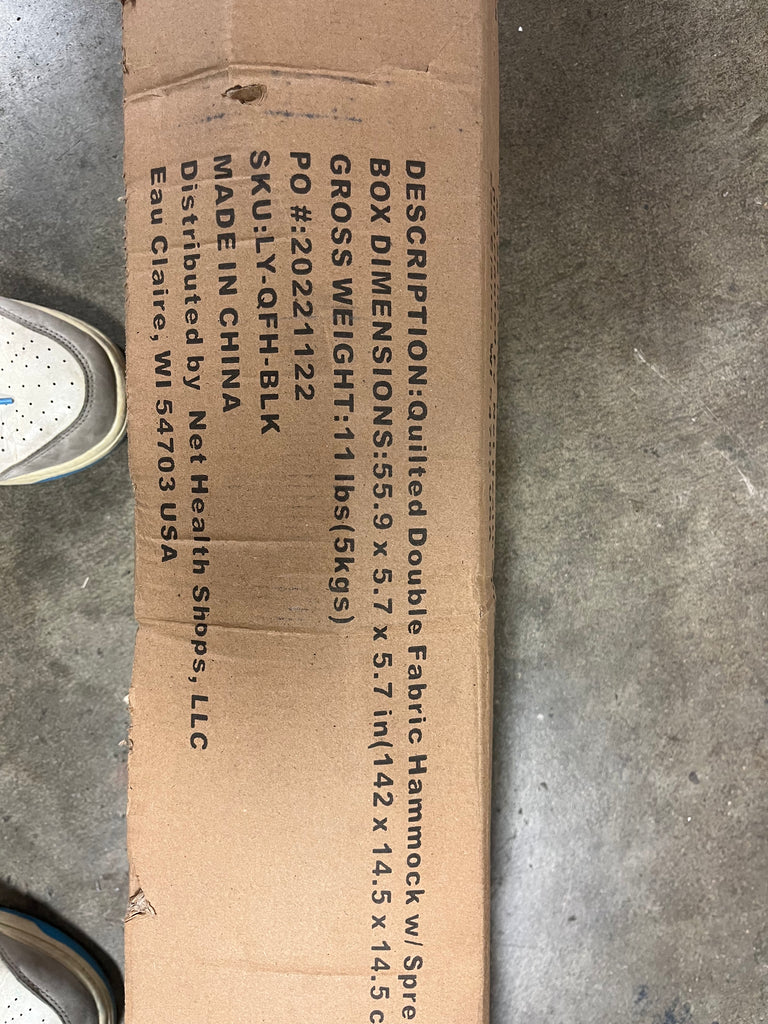 DESCRIPTION:Quilted Double Fabric Hammock w/ Spre
BOX DIMENSIONS:55.9 x 5.7 x 5.7 in(142 x 14.5 x 14.5 c
GROSS WEIGHT:11 lbs(5kgs)
PO #:20221122
SKU:LY-QFH-BLK
MADE IN CHINA
Distributed by Net Health Shops, LLC
Eau Claire, WI 54703 USA